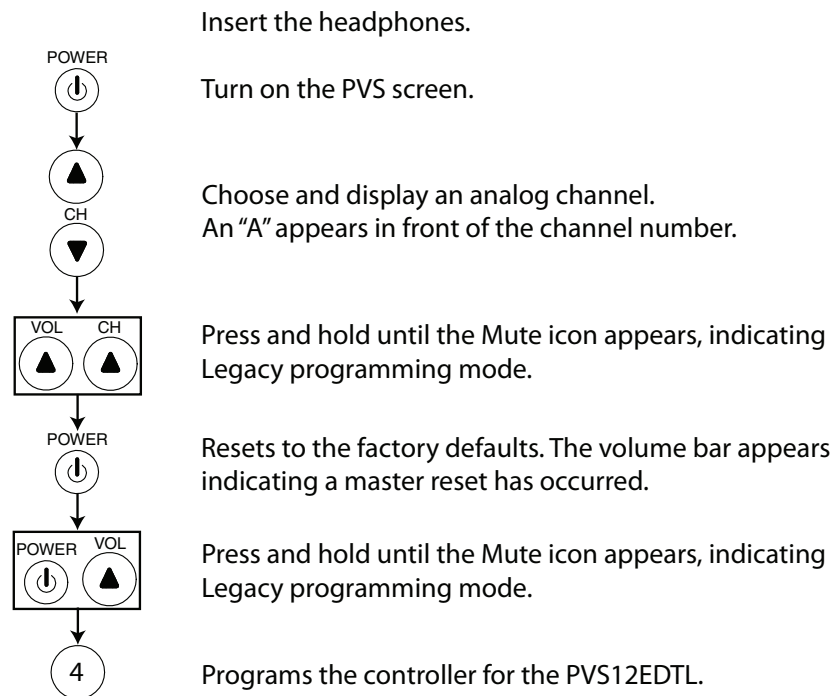 Insert the headphones.
POWER
Turn on the PVS screen.
CH
Choose and display an analog channel.
An “A” appears in front of the channel number.
VOL CH
Press and hold until the Mute icon appears, indicating
Legacy programming mode.
POWER
Resets to the factory defaults. The volume bar appears
indicating a master reset has occurred.
POWER VOL
Press and hold until the Mute icon appears, indicating
Legacy programming mode.
4
Programs the controller for the PVS12EDTL.